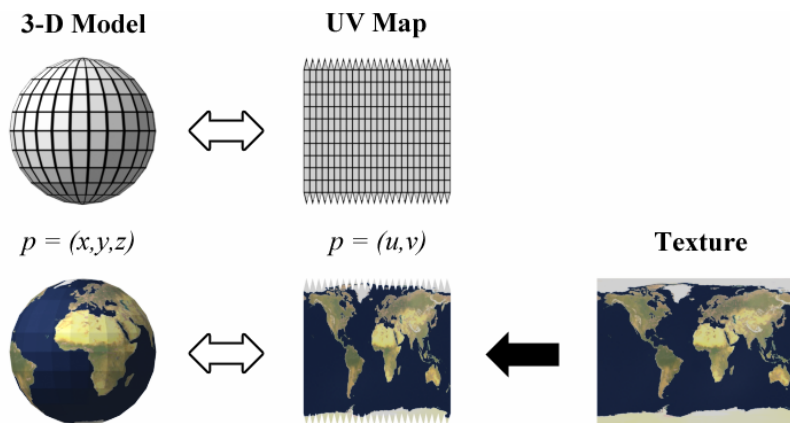 3-D Model
UV Map
p = (x,y,z)
p = (u,v)
Texture